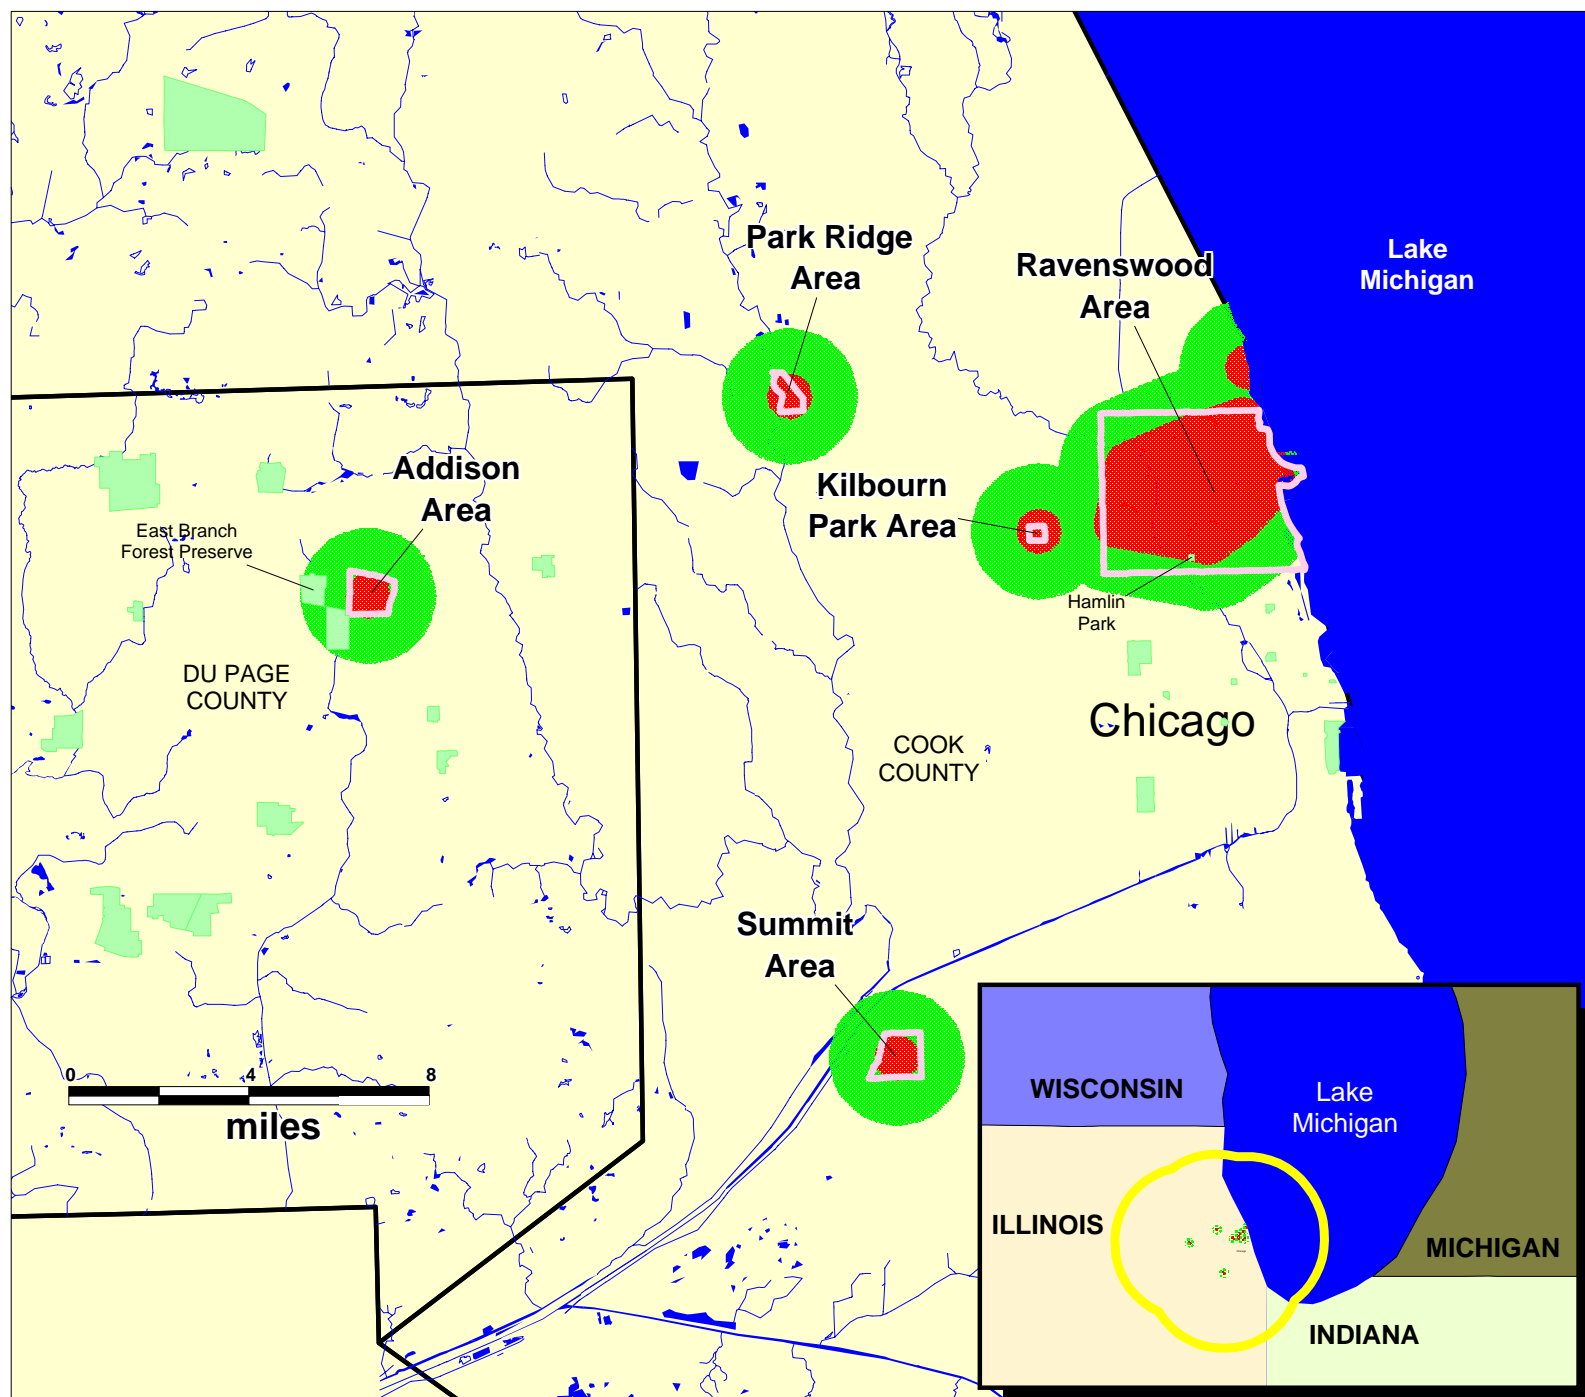 Park Ridge
Area
Ravenswood
Area
Lake
Michigan
Addison
Area
Kilbourn
Park Area
East Branch
Forest Preserve
Hamlin
Park
DU PAGE
COUNTY
Chicago
COOK
COUNTY
Summit
Area
0 4 8
miles
WISCONSIN
Lake
Michigan
ILLINOIS
MICHIGAN
INDIANA